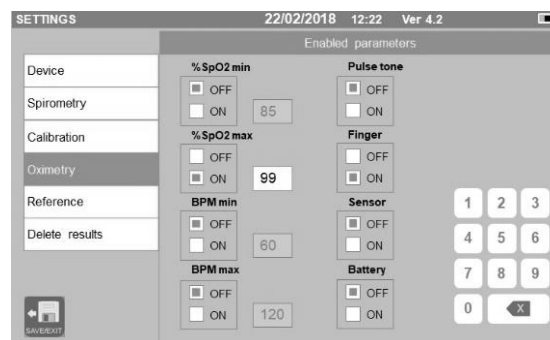 SETTINGS 22/02/2018 12:22 Ver 4.2
Enabled parameters
Device
Spirometry
Calibration
Oximetry
Reference
Delete results
SAVE/EXIT
%SpO2 min
OFF
ON 85
%SpO2 max
OFF
ON 99
BPM min
OFF
ON 60
BPM max
OFF
ON 120
Pulse tone
OFF
ON
Finger
OFF
ON
Sensor
OFF
ON
Battery
OFF
ON
1 2 3
4 5 6
7 8 9
0 X